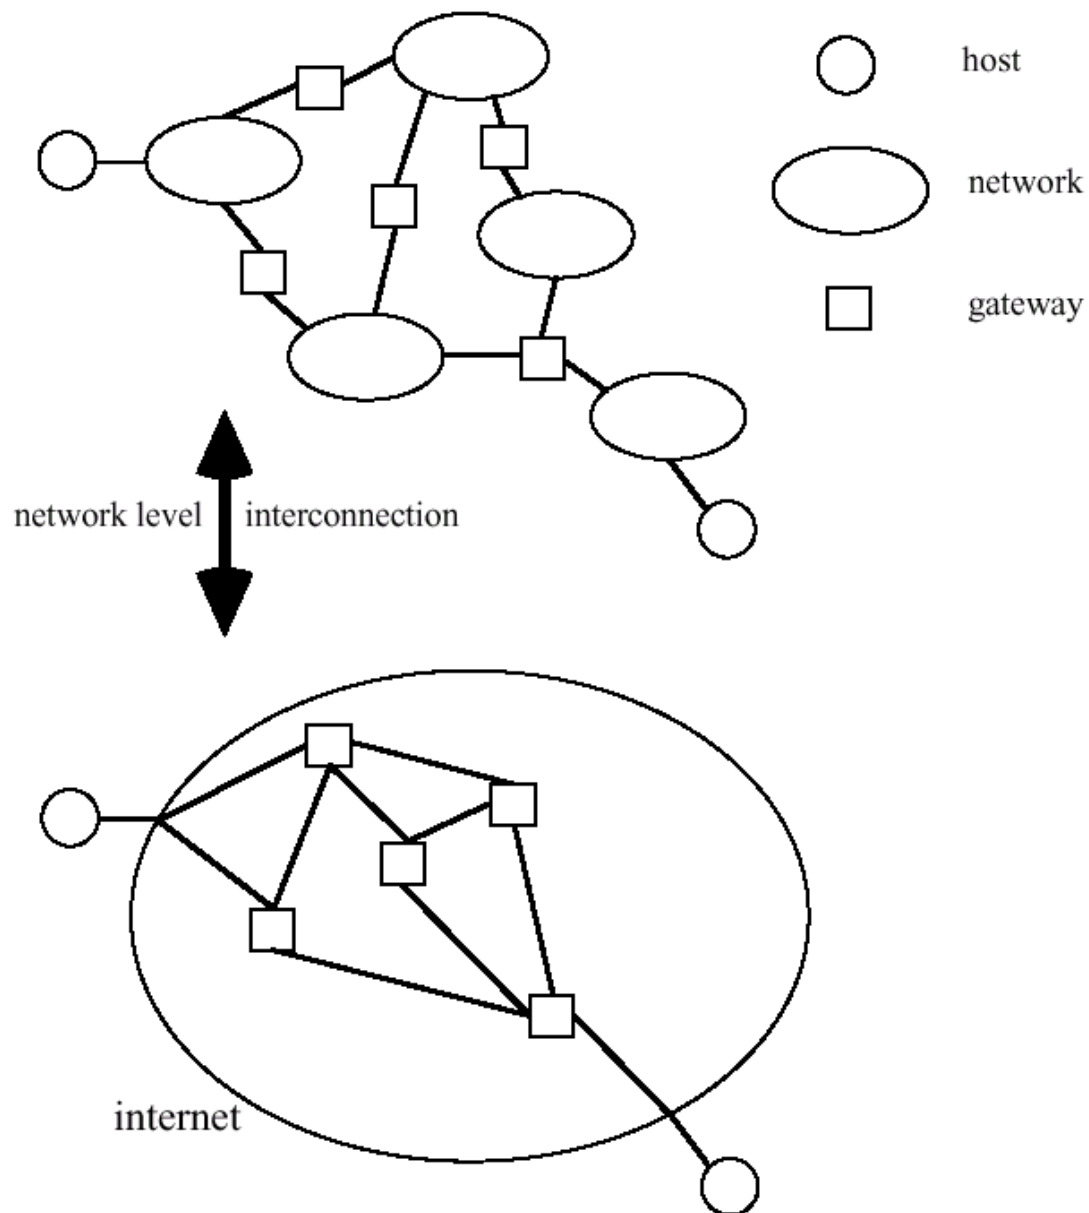 host
network
gateway
network level interconnection
internet